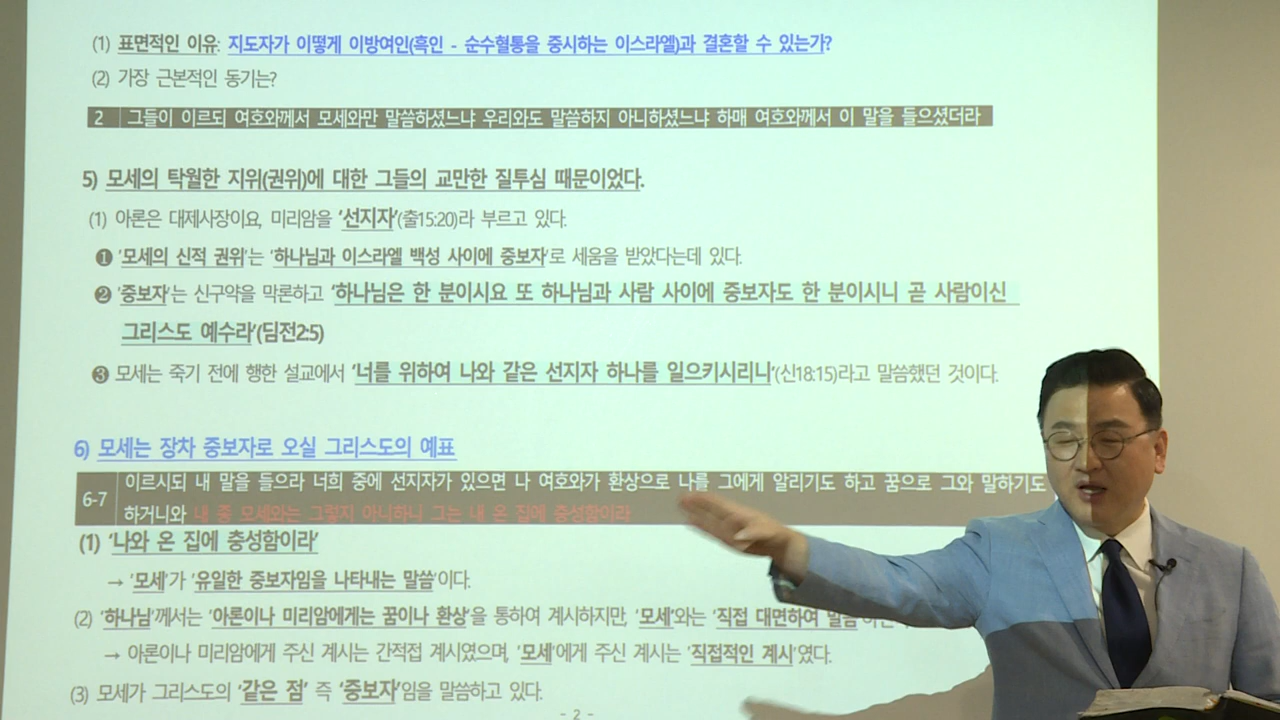 (1) 표면적인 이유: 지도자가 이떻게 이방여인(흑인 - 순수혈통을 중시하는 이스라엘)과 결혼할 수 있는가?
(2) 가장 근본적인 동기는?
2 그들이 이르되 여호와께서 모세와만 말씀하셨느냐 우리와도 말씀하지 아니하셨느냐 하매 여호와께서 이 말을 들으셨더라
5) 모세의 탁월한 지위(권위)에 대한 그들의 교만한 질투심 때문이었다.
(1) 아론은 대제사장이요, 미리암을 '선지자'(출15:20)라 부르고 있다.
❶ '모세의 신적 권위'는 '하나님과 이스라엘 백성 사이에 중보자'로 세움을 받았다는데 있다.
❷ '중보자'는 신구약을 막론하고 '하나님은 한 분이시요 또 하나님과 사람 사이에 중보자도 한 분이시니 곧 사람이신
그리스도 예수라'(딤전2:5)
❸ 모세는 죽기 전에 행한 설교에서 '너를 위하여 나와 같은 선지자 하나를 일으키시리니'(신18:15)라고 말씀했던 것이다.
6) 모세는 장차 중보자로 오실 그리스도의 예표
6-7 이르시되 내 말을 들으라 너희 중에 선지자가 있으면 나 여호와가 환상으로 나를 그에게 알리기도 하고 꿈으로 그와 말하기도
하거니와 내 종 모세와는 그렇지 아니하니 그는 내 온 집에 충성함이라
(1) '나와 온 집에 충성함이라'
→ '모세'가 '유일한 중보자임을 나타내는 말씀'이다.
(2) '하나님'께서는 '아론이나 미리암에게는 꿈이나 환상'을 통하여 계시하지만, '모세'와는 '직접 대면하여 말씀'
→ 아론이나 미리암에게 주신 계시는 간적접 계시였으며, '모세'에게 주신 계시는 '직접적인 계시'였다.
(3) 모세가 그리스도의 '같은 점' 즉 '중보자'임을 말씀하고 있다.
- 2 -